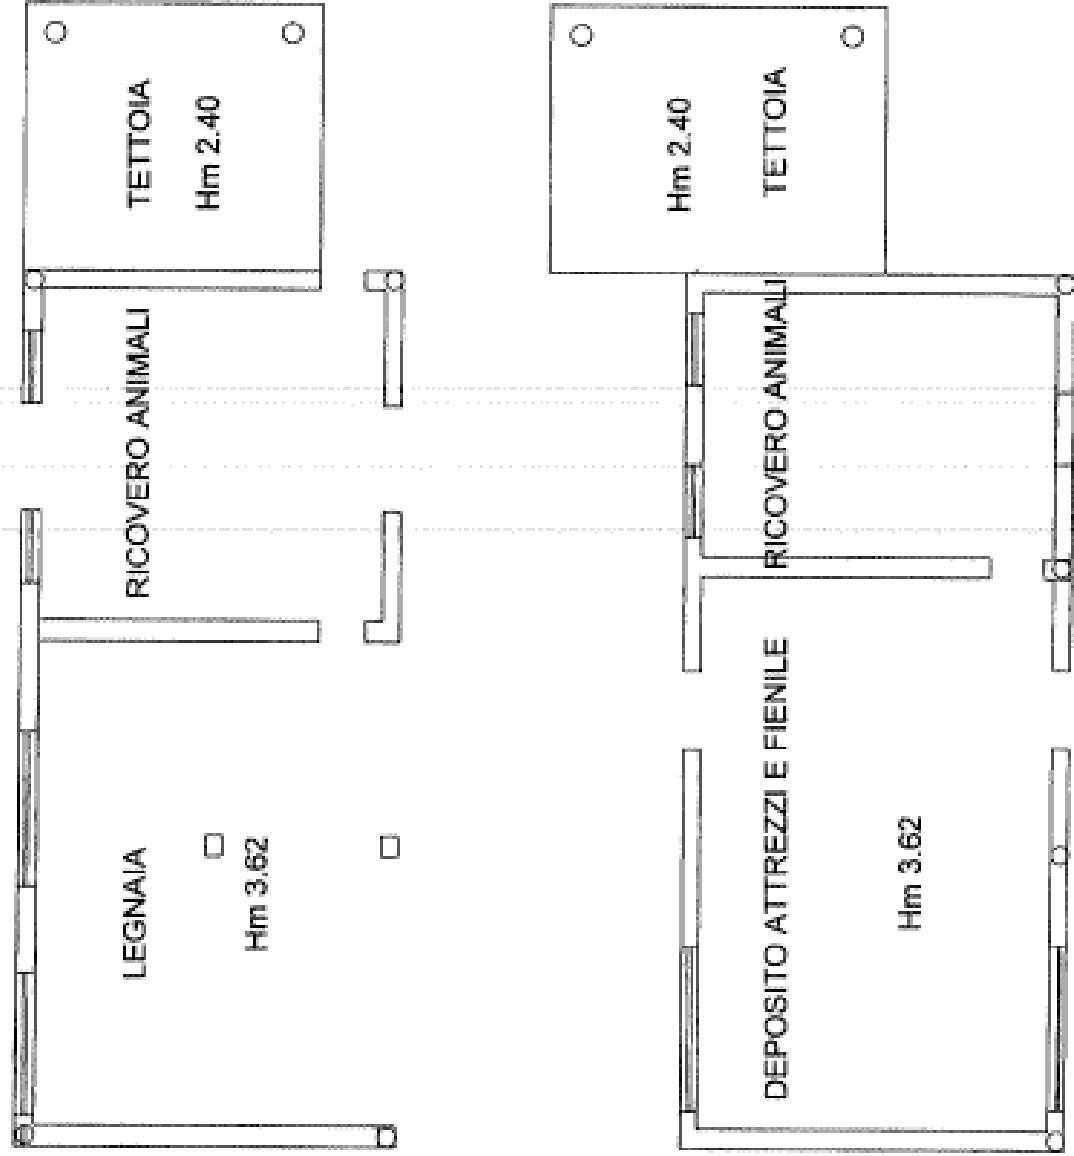 TETTOIA
Hm 2.40
RICOVERO ANIMALI
LEGNAIA
Hm 3.62
Hm 2.40
TETTOIA
RICOVERO ANIMALI
DEPOSITO ATTREZZI E FIENILE
Hm 3.62